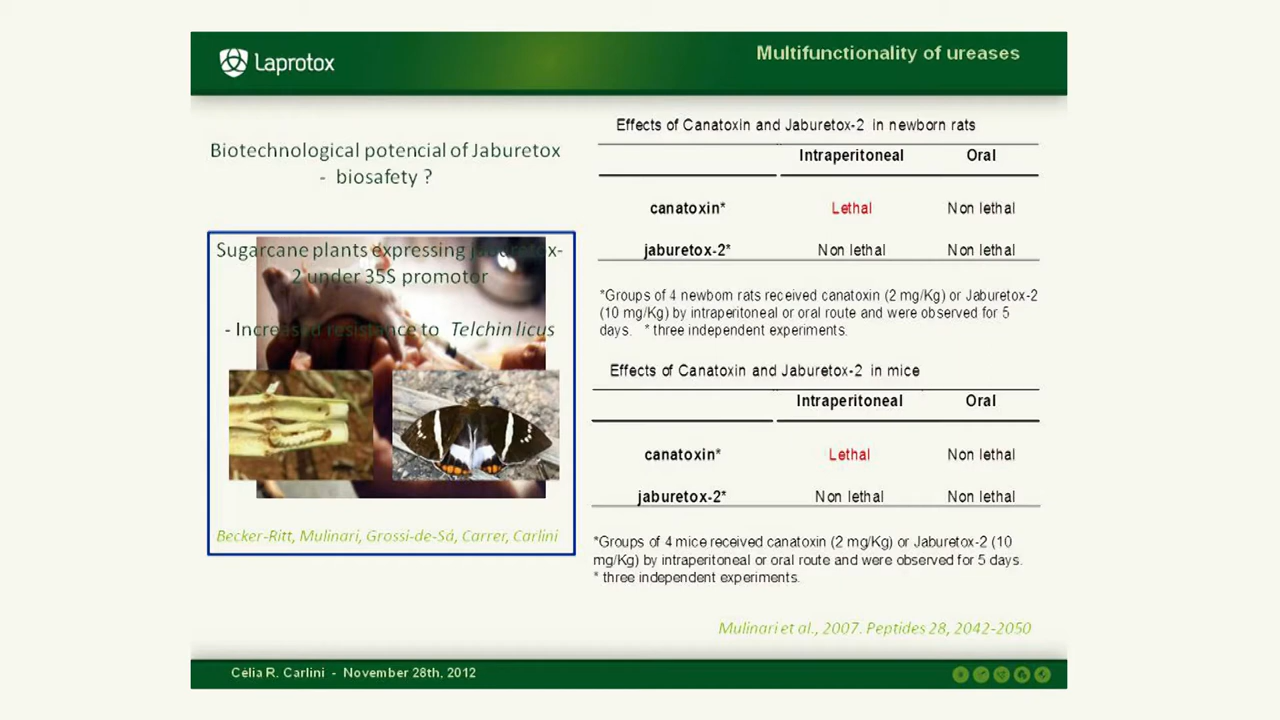 Laprotox
Multifunctionality of ureases
Biotechnological potencial of Jaburetox
- biosafety ?
Sugarcane plants expressing jaburetox-
2 under 35S promotor
- Increased resistance to Telchin licus
Becker-Ritt, Mulinari, Grossi-de-Sá, Carrer, Carlini
Effects of Canatoxin and Jaburetox-2 in newborn rats
Intraperitoneal Oral
canatoxin* Lethal Non lethal
jaburetox-2* Non lethal Non lethal
*Groups of 4 newborn rats received canatoxin (2 mg/Kg) or Jaburetox-2
(10 mg/Kg) by intraperitoneal or oral route and were observed for 5
days. * three independent experiments.
Effects of Canatoxin and Jaburetox-2 in mice
Intraperitoneal Oral
canatoxin* Lethal Non lethal
jaburetox-2* Non lethal Non lethal
*Groups of 4 mice received canatoxin (2 mg/Kg) or Jaburetox-2 (10
mg/Kg) by intraperitoneal or oral route and were observed for 5 days.
* three independent experiments.
Mulinari et al., 2007. Peptides 28, 2042-2050
Célia R. Carlini - November 28th, 2012